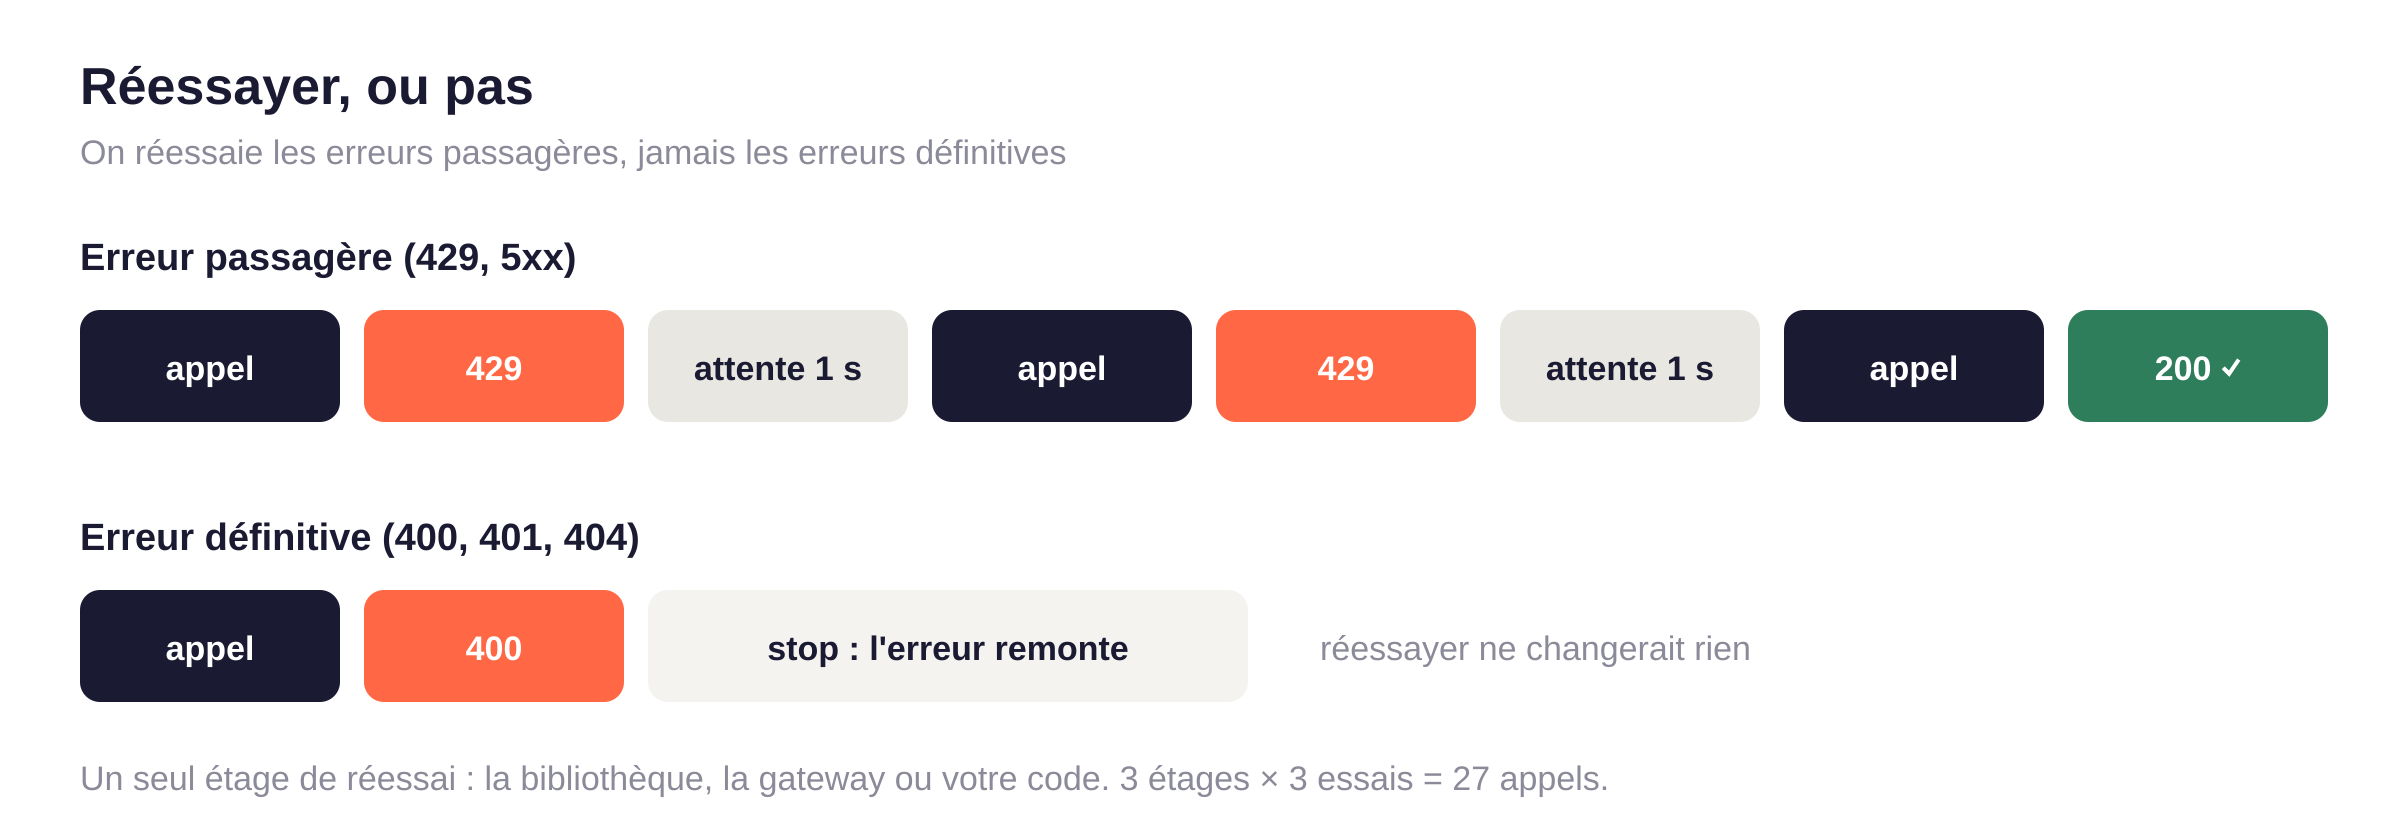 Réessayer, ou pas
On réessaie les erreurs passagères, jamais les erreurs définitives
Erreur passagère (429, 5xx)
appel 429 attente 1 s appel 429 attente 1 s appel 200 ✓
Erreur définitive (400, 401, 404)
appel 400 stop : l'erreur remonte réessayer ne changerait rien
Un seul étage de réessai : la bibliothèque, la gateway ou votre code. 3 étages × 3 essais = 27 appels.